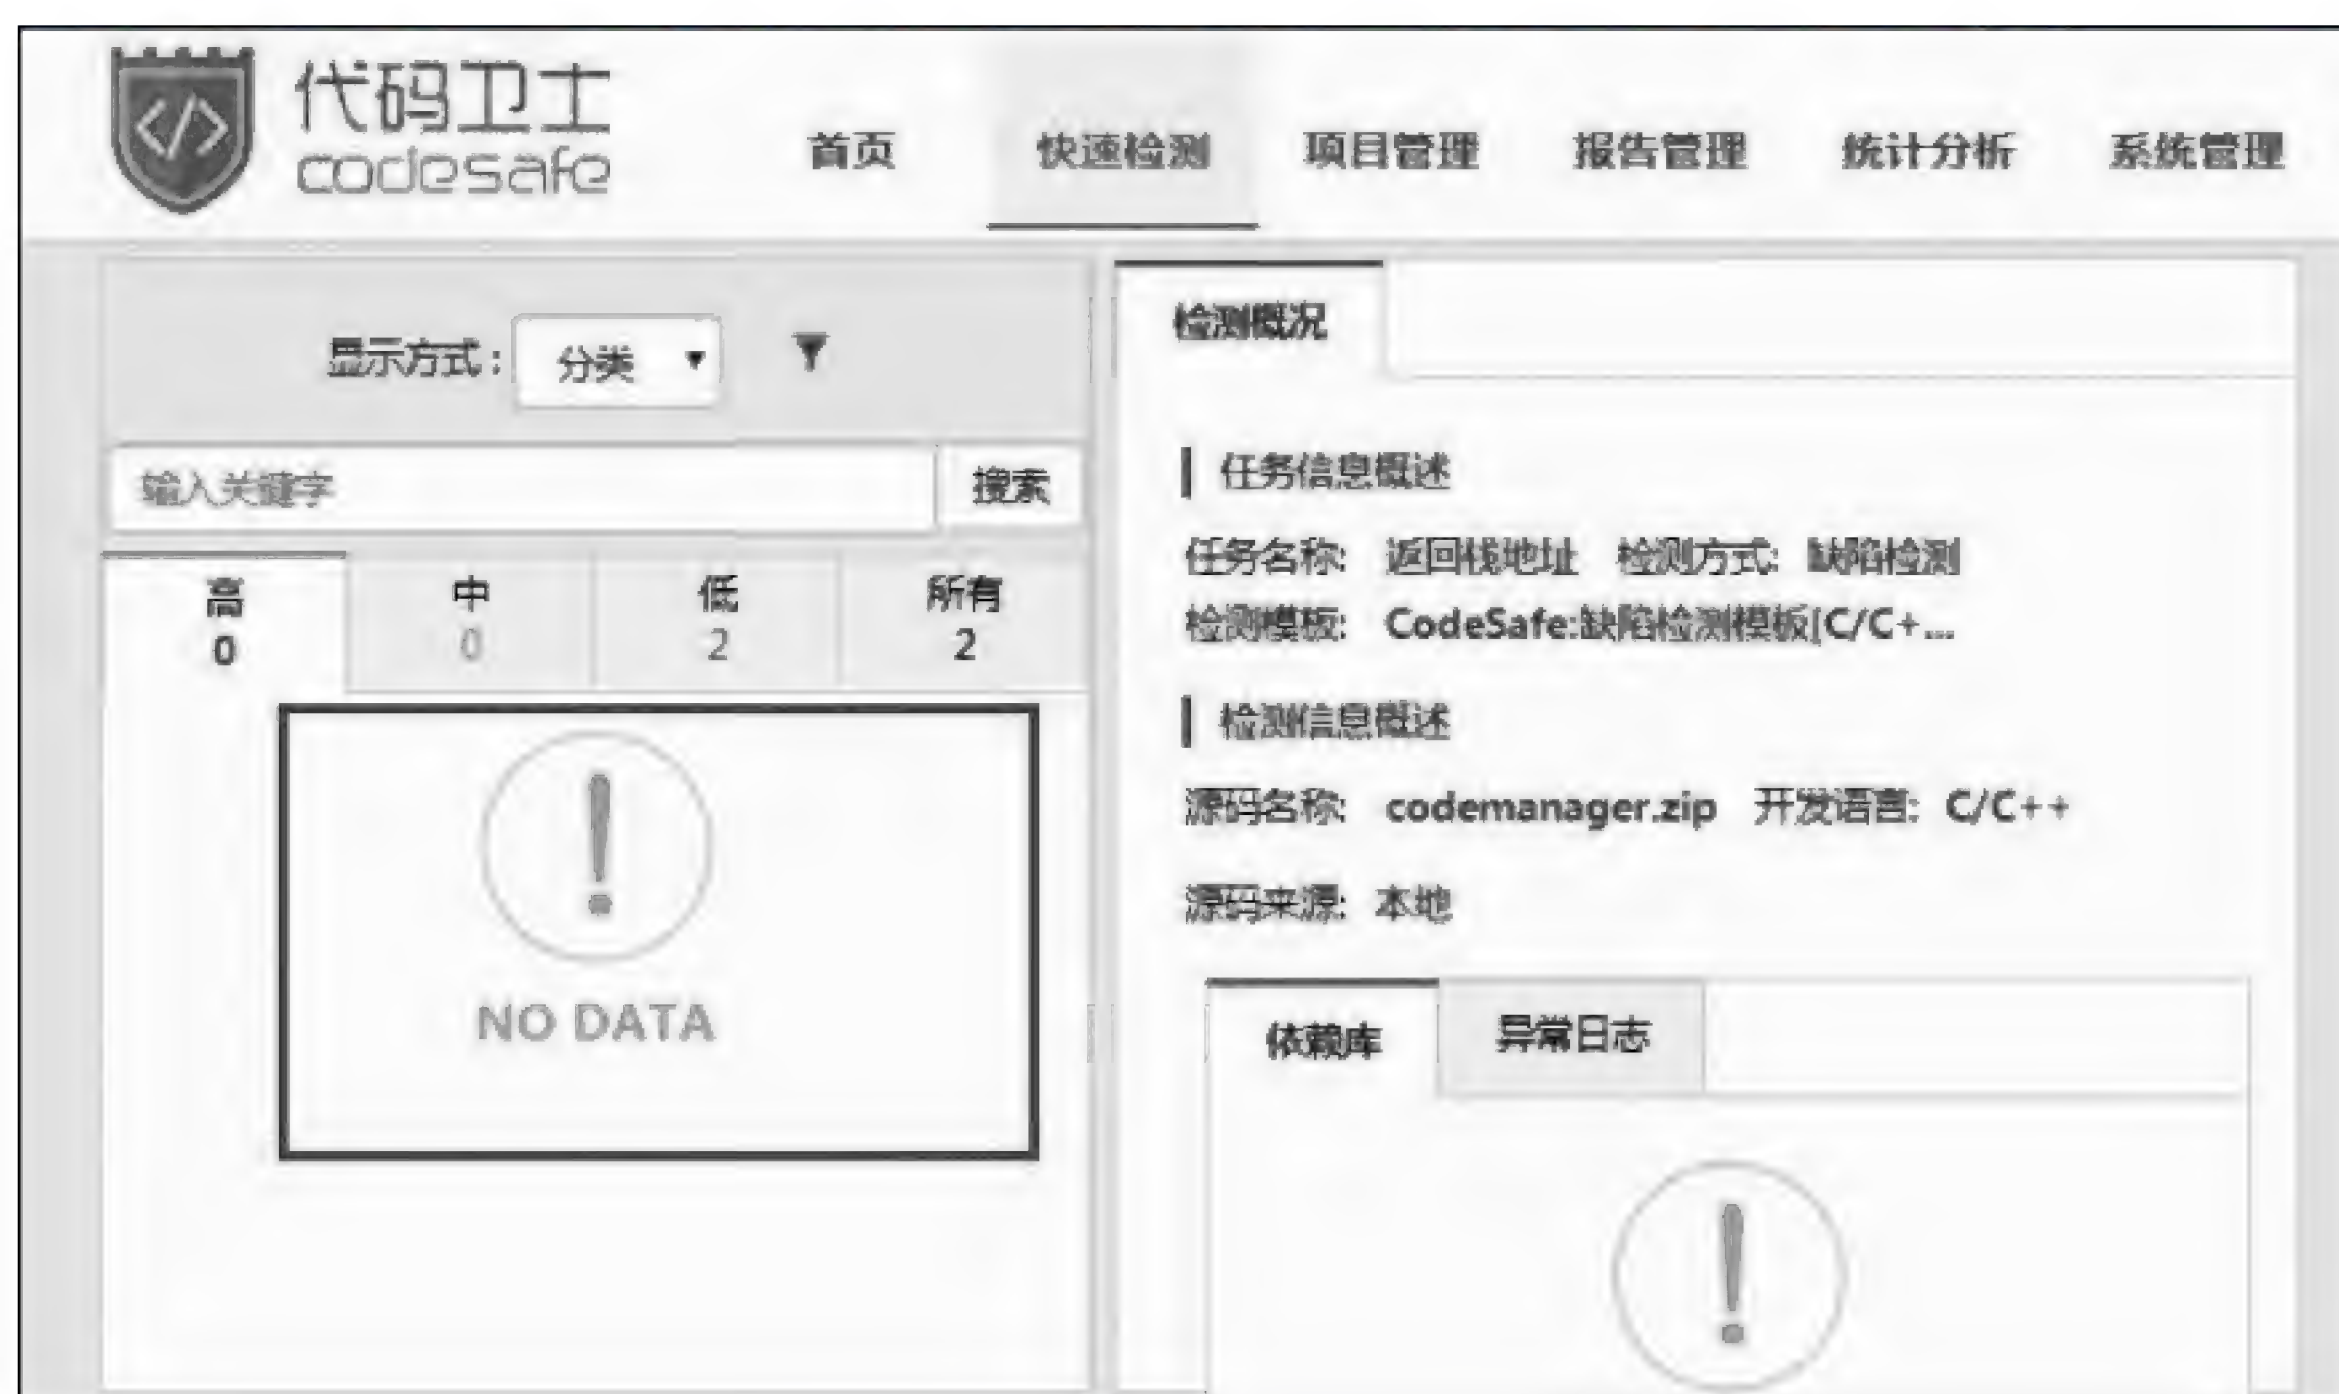 代码卫士
codesafe
首页 快速检测 项目管理 报告管理 统计分析 系统管理
显示方式: 分类
输入关键字 搜索
高 中 低 所有
0 0 2 2
NO DATA
检测概况
任务信息概述
任务名称: 返回栈地址 检测方式: 缺陷检测
检测模板: CodeSafe:缺陷检测模板[C/C+...
检测信息概述
源码名称: codemanager.zip 开发语言: C/C++
源码来源: 本地
依赖库 异常日志